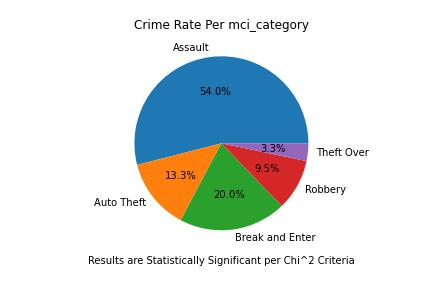 Crime Rate Per mci_category
Assault
54.0%
3.3%
Theft Over
13.3%
9.5%
Robbery
20.0%
Auto Theft
Break and Enter
Results are Statistically Significant per Chi^2 Criteria